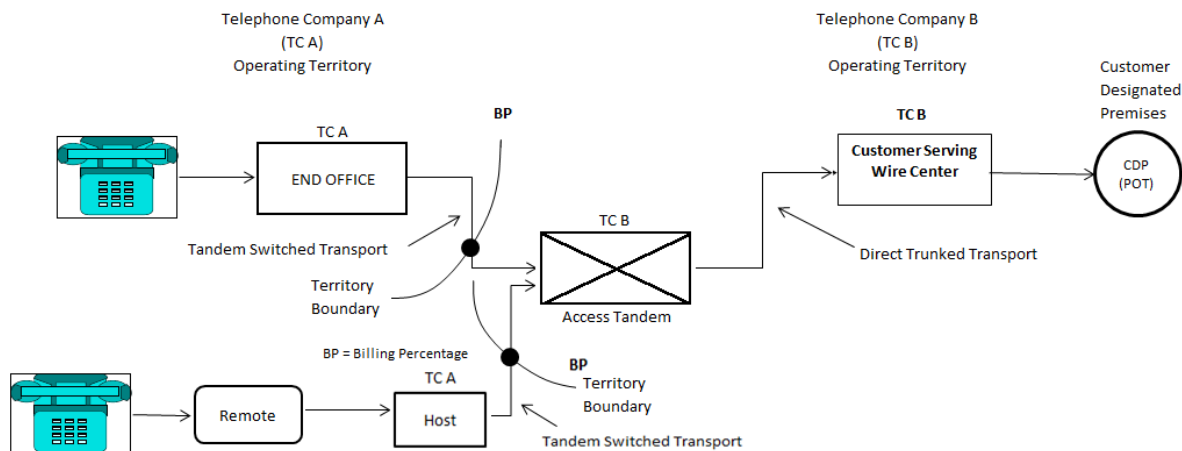 Telephone Company A
(TC A)
Operating Territory
Telephone Company B
(TC B)
Operating Territory
Customer
Designated
Premises
BP
TC A
END OFFICE
TC B
Customer Serving
Wire Center
CDP
(POT)
Tandem Switched Transport
TC B
Direct Trunked Transport
Territory
Boundary
Access Tandem
BP = Billing Percentage
BP
Territory
Boundary
TC A
Remote
Host
Tandem Switched Transport